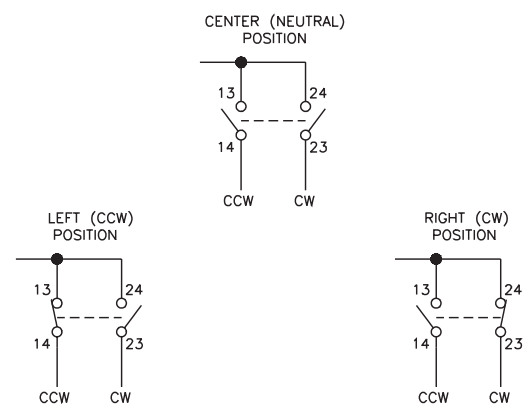 CENTER (NEUTRAL)
POSITION
13
24
14
23
CCW
CW
LEFT (CCW)
POSITION
13
24
14
23
CCW
CW
RIGHT (CW)
POSITION
13
24
14
23
CCW
CW